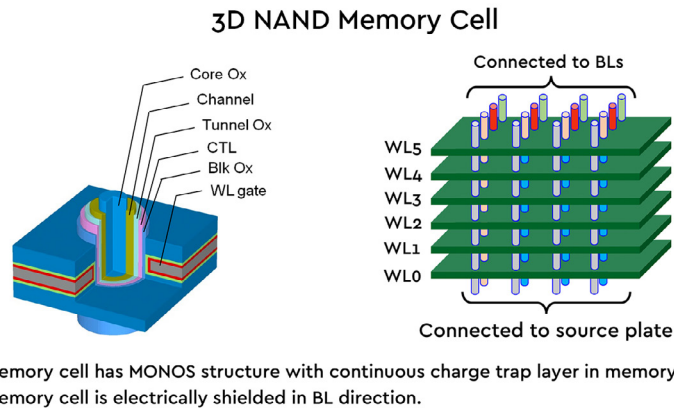 3D NAND Memory Cell
Core Ox
Channel
Tunnel Ox
CTL
Blk Ox
WL gate
Connected to BLs
WL5
WL4
WL3
WL2
WL1
WL0
Connected to source plate
emory cell has MONOS structure with continuous charge trap layer in memory
emory cell is electrically shielded in BL direction.